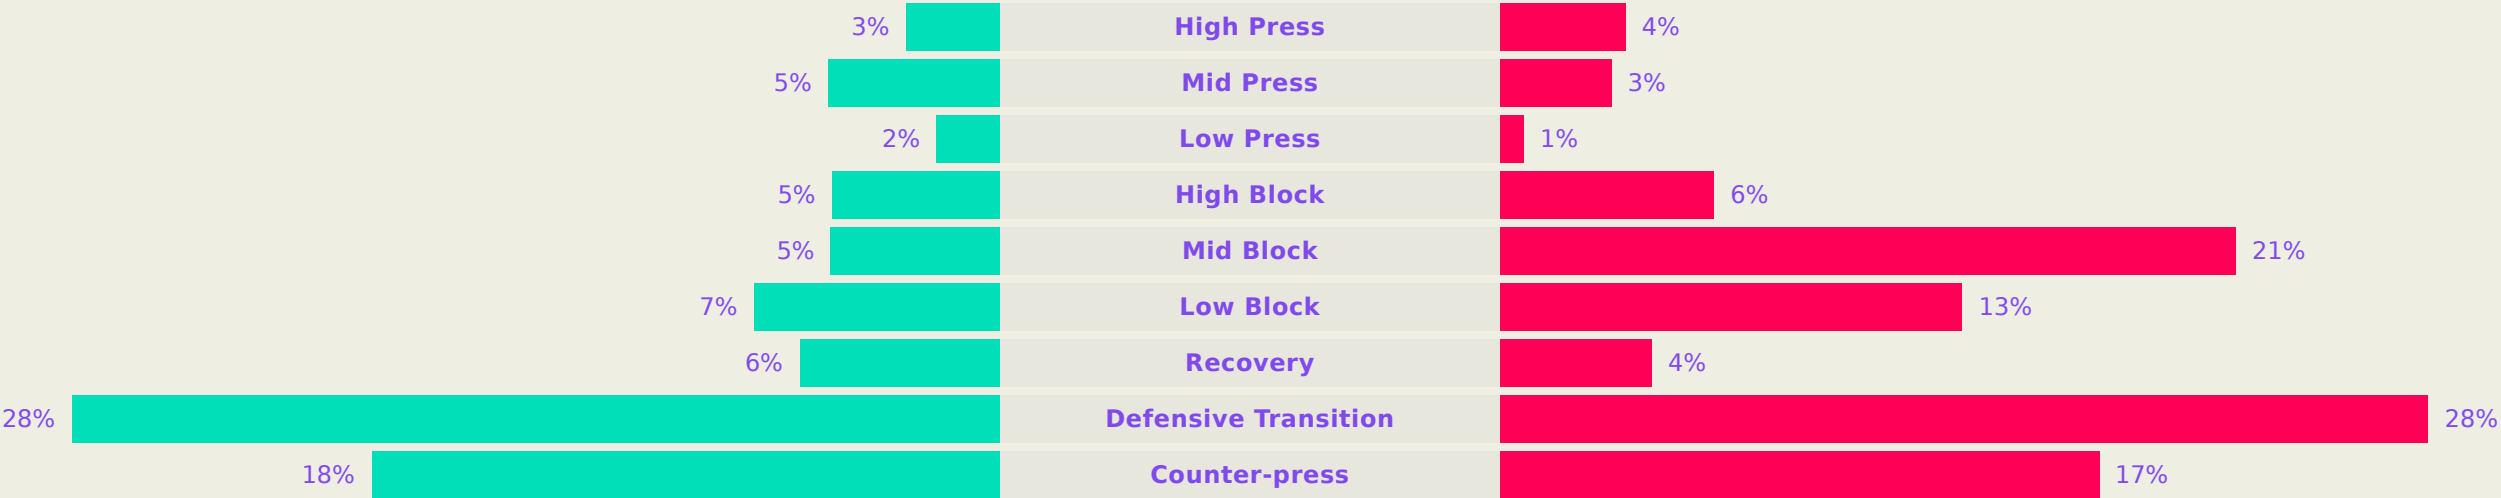 3% High Press 4%
5% Mid Press 3%
2% Low Press 1%
5% High Block 6%
5% Mid Block 21%
7% Low Block 13%
6% Recovery 4%
28% Defensive Transition 28%
18% Counter-press 17%